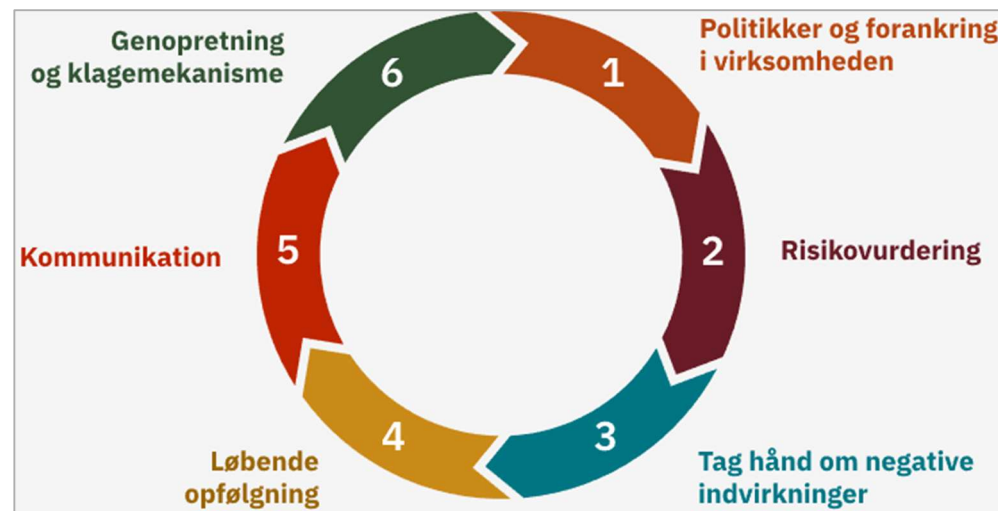 1
Politikker og forankring
i virksomheden
2
Risikovurdering
3
Tag hånd om negative
indvirkninger
4
Løbende
opfølgning
5
Kommunikation
6
Genopretning
og klagemekanisme